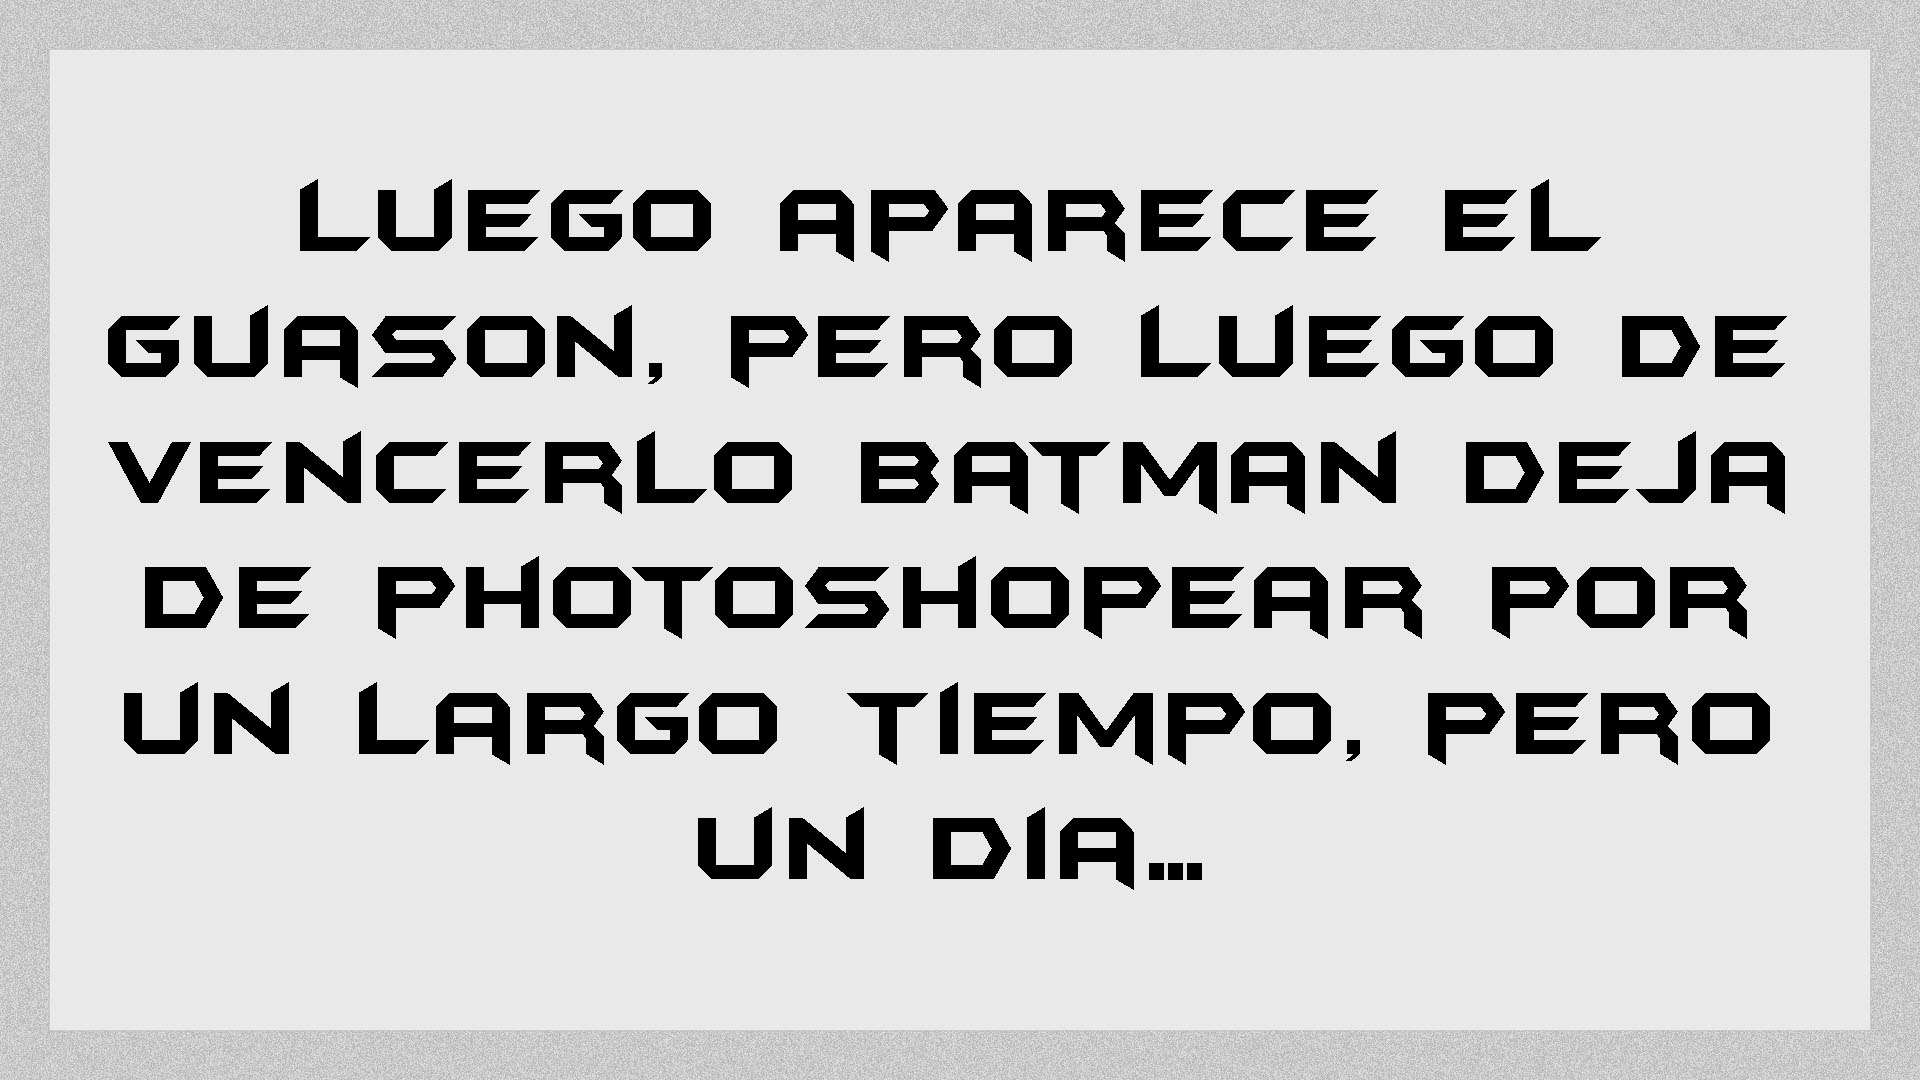 LUEGO APARECE EL
GUASON, PERO LUEGO DE
VENCERLO BATMAN DEJA
DE PHOTOSHOPEAR POR
UN LARGO TIEMPO, PERO
UN DIA...